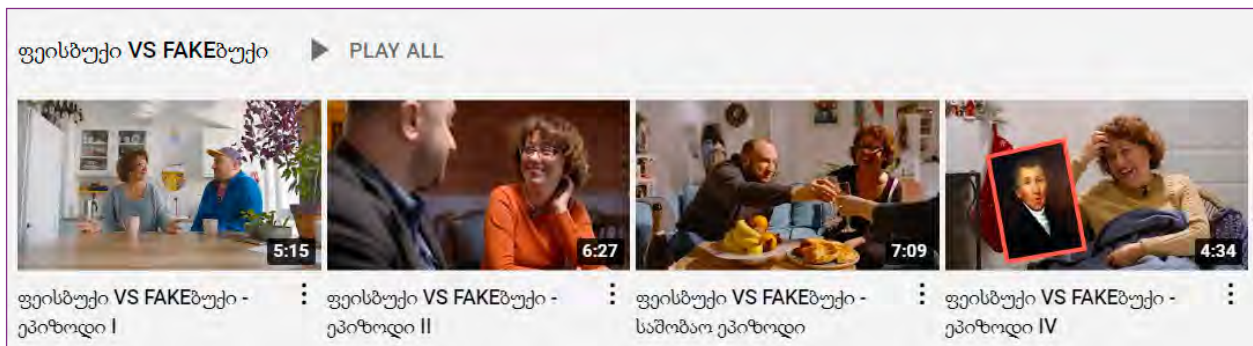 ფეისბუქი VS FAKEბუქი PLAY ALL
5:15
6:27
7:09
4:34
ფეისბუქი VS FAKEბუქი -
ეპიზოდი I
ფეისბუქი VS FAKEბუქი -
ეპიზოდი II
ფეისბუქი VS FAKEბუქი -
საშობაო ეპიზოდი
ფეისბუქი VS FAKEბუქი -
ეპიზოდი IV